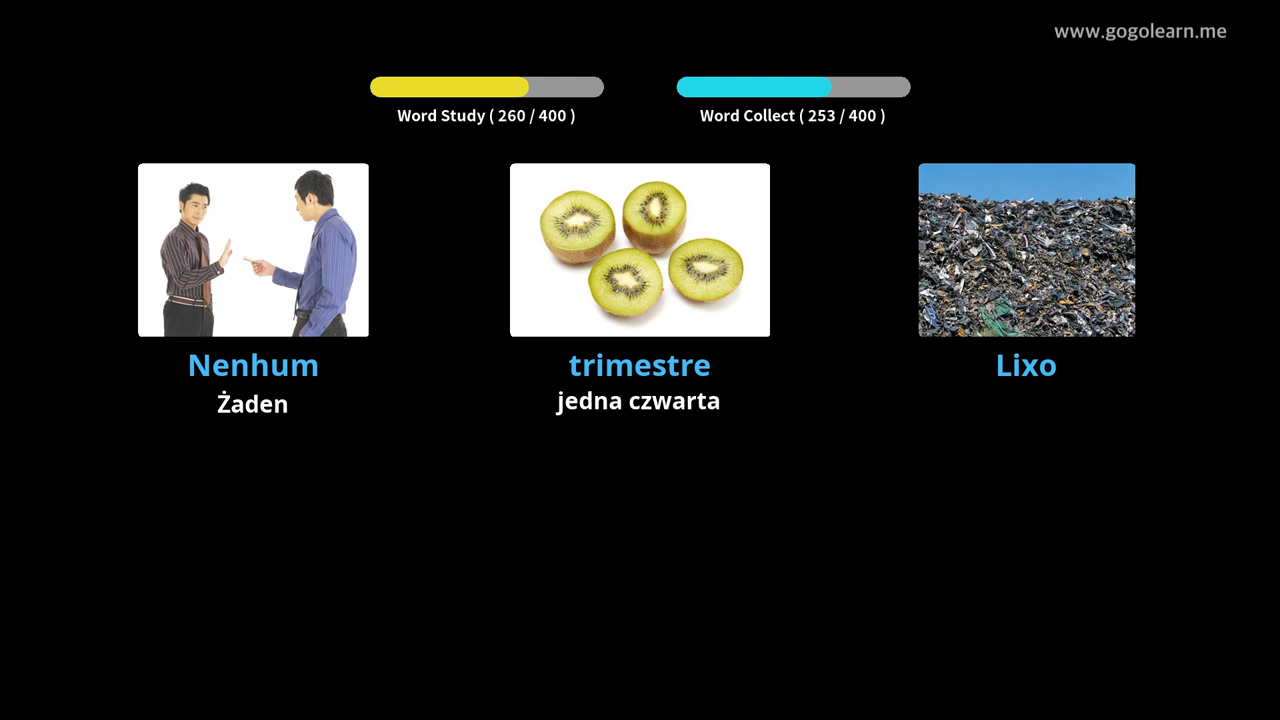 www.gogolearn.me
Word Study ( 260 / 400 )
Word Collect ( 253 / 400 )
Nenhum
Żaden
trimestre
jedna czwarta
Lixo